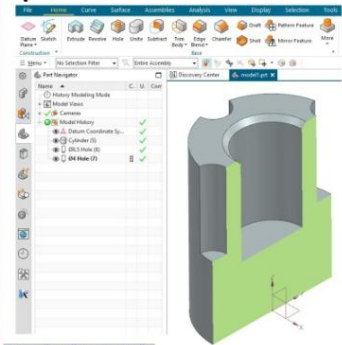 File Home Curve Surface Assemblies Analysis View Display Selection Tools
Datum Plane Sketch Extrude Revolve Hole Unite Subtract Trim Body Edge Blend Chamfer Draft Pattern Feature Shell Mirror Feature More
Construction Base
Menu No Selection Filter Entire Assembly
Part Navigator Discovery Center model1.prt
Name C. U. Com
History Modeling Mode
Model Views
Cameras
Model History
Datum Coordinate Sy...
Cylinder (5)
Ø8.5 Hole (6)
Ø4 Hole (7)
X